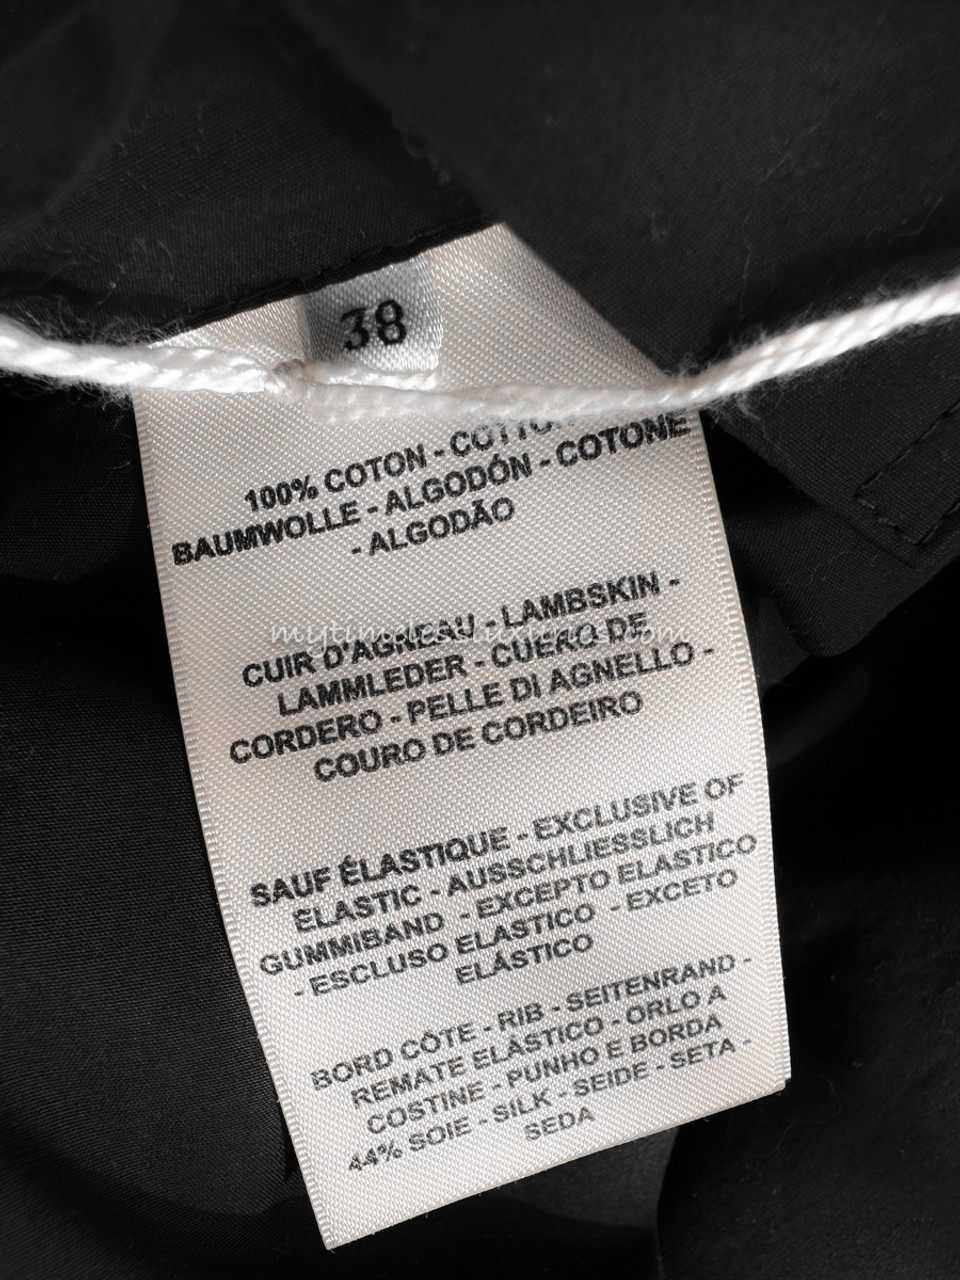 38
100% COTON - COTTON
BAUMWOLLE - ALGODÓN - COTONE
- ALGODÃO
CUIR D'AGNEAU - LAMBSKIN -
LAMMLEDER - CUERO DE
CORDERO - PELLE DI AGNELLO -
COURO DE CORDEIRO
mytimelessluxuries.com
SAUF ÉLASTIQUE - EXCLUSIVE OF
ELASTIC - AUSSCHLIESSLICH
GUMMIBAND - EXCEPTO ELASTICO
- ESCLUSO ELASTICO - EXCETO
ELÁSTICO
BORD CÔTE - RIB - SEITENRAND -
REMATE ELÁSTICO - ORLO A
COSTINE - PUNHO E BORDA
44% SOIE - SILK - SEIDE - SETA -
SEDA